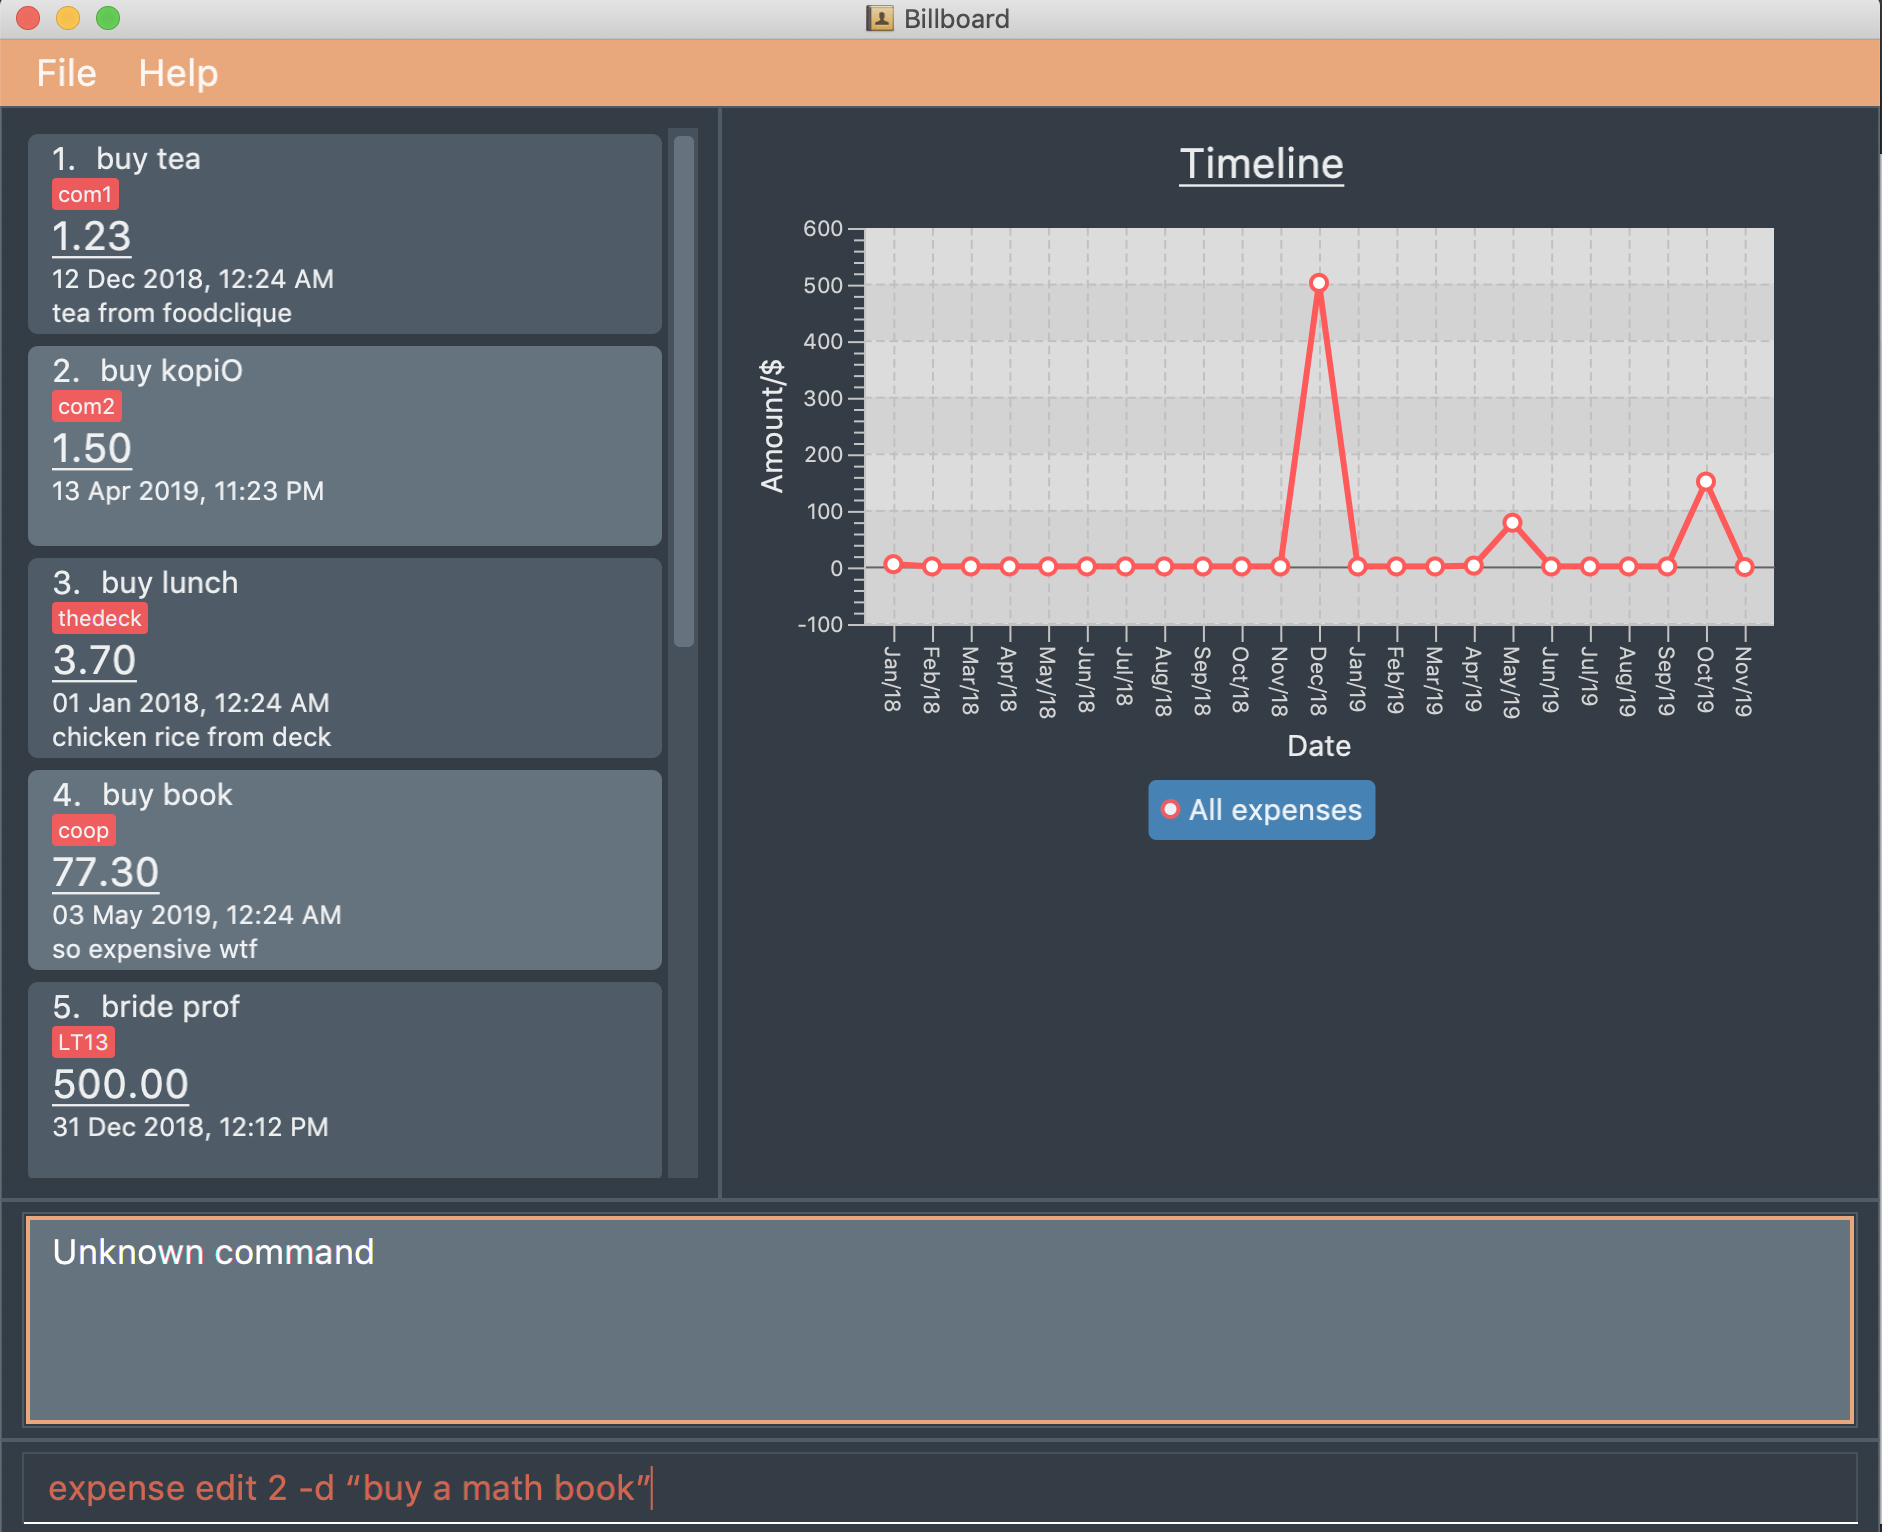 Billboard
File Help
1. buy tea
com1
1.23
12 Dec 2018, 12:24 AM
tea from foodclique
2. buy kopiO
com2
1.50
13 Apr 2019, 11:23 PM
3. buy lunch
thedeck
3.70
01 Jan 2018, 12:24 AM
chicken rice from deck
4. buy book
coop
77.30
03 May 2019, 12:24 AM
so expensive wtf
5. bride prof
LT13
500.00
31 Dec 2018, 12:12 PM
Timeline
Amount/$
600
500
400
300
200
100
0
-100
Jan/18
Feb/18
Mar/18
Apr/18
May/18
Jun/18
Jul/18
Aug/18
Sep/18
Oct/18
Nov/18
Dec/18
Jan/19
Feb/19
Mar/19
Apr/19
May/19
Jun/19
Jul/19
Aug/19
Sep/19
Oct/19
Nov/19
Date
All expenses
Unknown command
expense edit 2 -d “buy a math book”